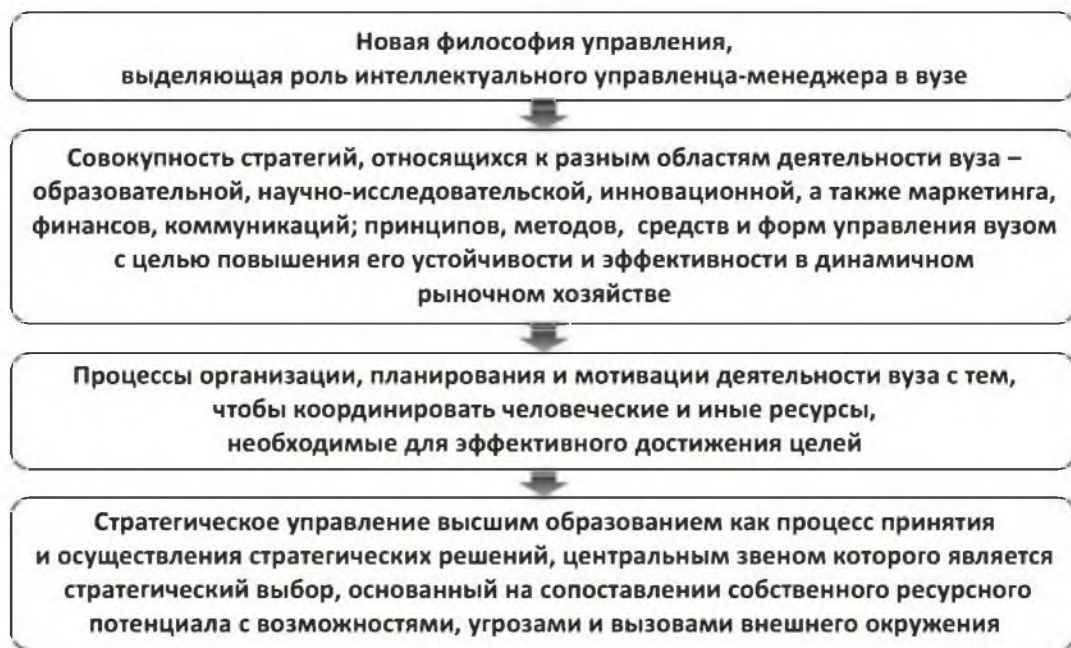 Новая философия управления,
выделяющая роль интеллектуального управленца-менеджера в вузе
Совокупность стратегий, относящихся к разным областям деятельности вуза –
образовательной, научно-исследовательской, инновационной, а также маркетинга,
финансов, коммуникаций; принципов, методов, средств и форм управления вузом
с целью повышения его устойчивости и эффективности в динамичном
рыночном хозяйстве
Процессы организации, планирования и мотивации деятельности вуза с тем,
чтобы координировать человеческие и иные ресурсы,
необходимые для эффективного достижения целей
Стратегическое управление высшим образованием как процесс принятия
и осуществления стратегических решений, центральным звеном которого является
стратегический выбор, основанный на сопоставлении собственного ресурсного
потенциала с возможностями, угрозами и вызовами внешнего окружения